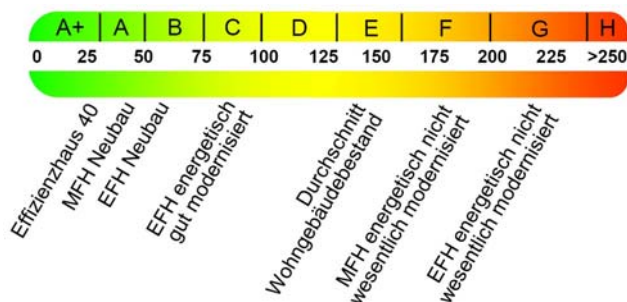 A+ A B C D E F G H
0 25 50 75 100 125 150 175 200 225 >250
Effizienzhaus 40
MFH Neubau
EFH Neubau
EFH energetisch
gut modernisiert
Durchschnitt
Wohngebäudebestand
MFH energetisch nicht
wesentlich modernisiert
EFH energetisch nicht
wesentlich modernisiert